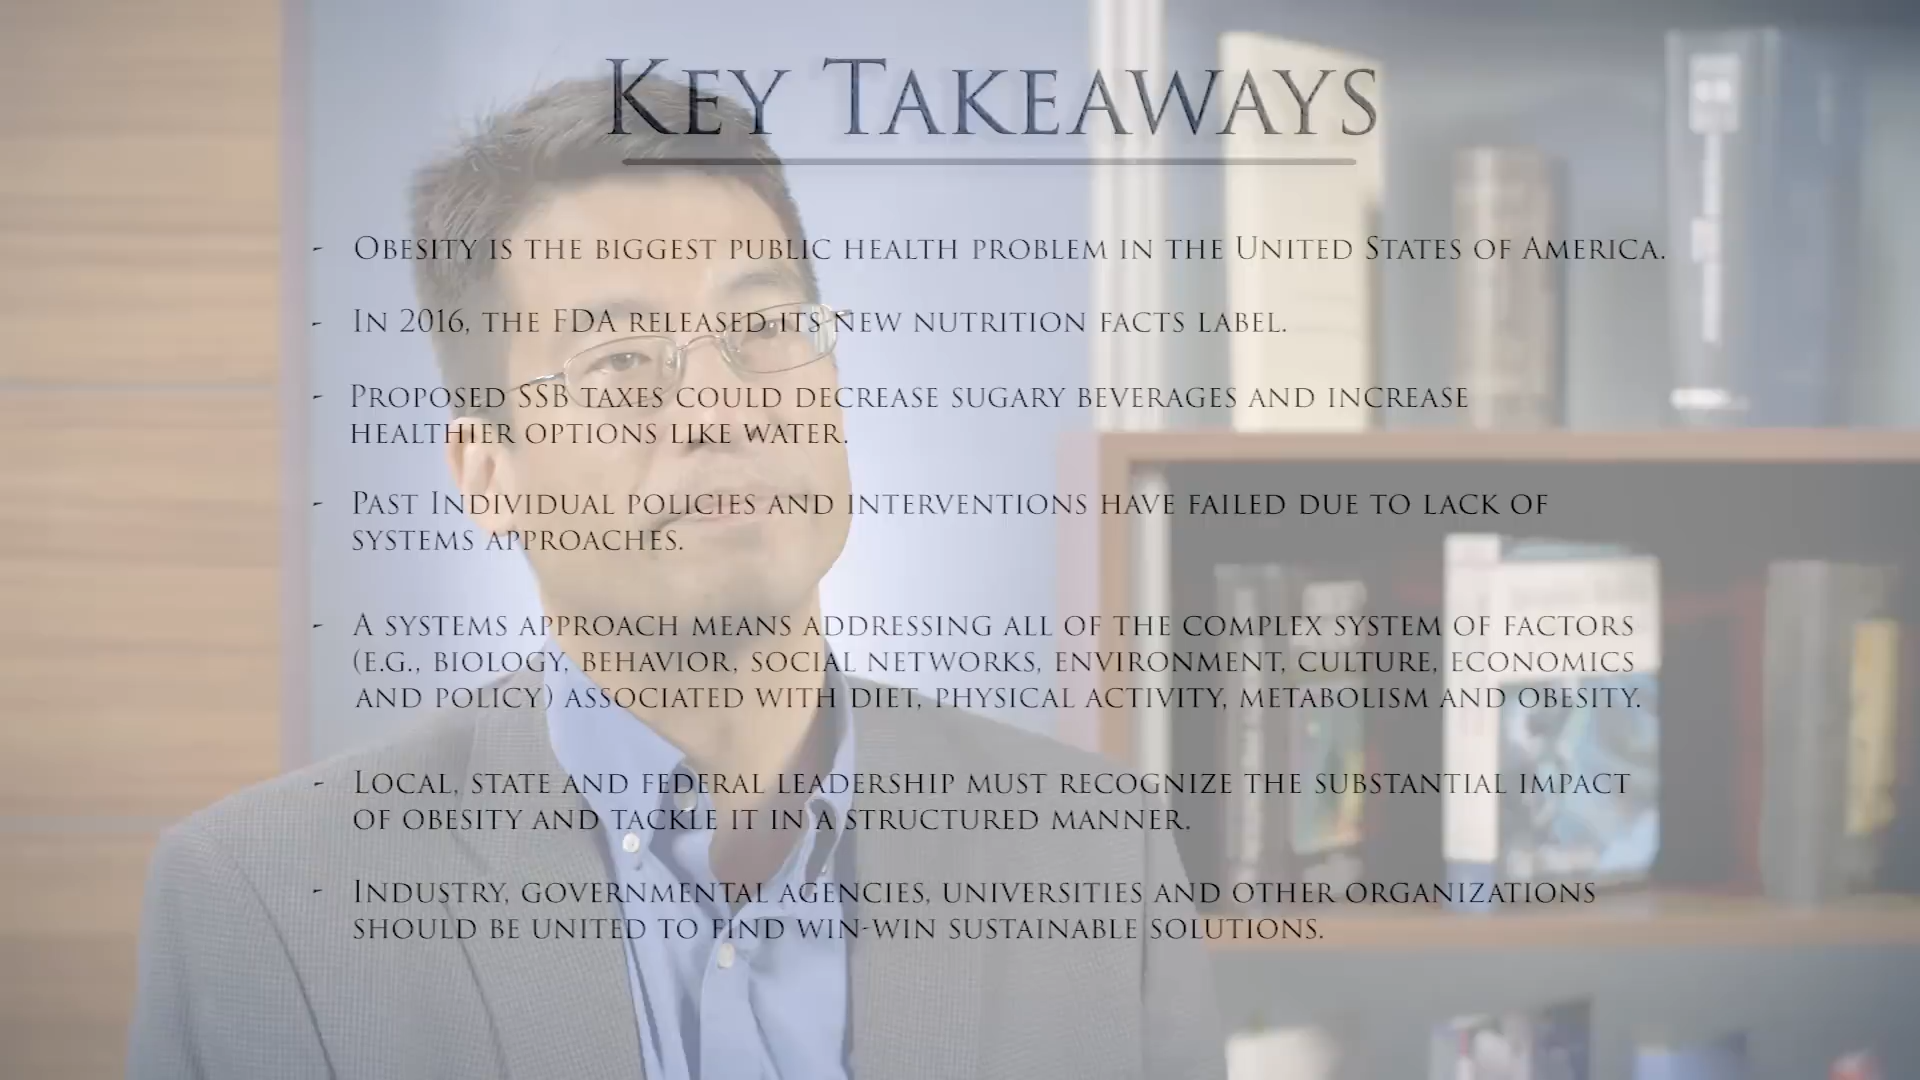 Key Takeaways
- Obesity is the biggest public health problem in the United States of America.
- In 2016, the FDA released its new nutrition facts label.
- Proposed SSB taxes could decrease sugary beverages and increase
healthier options like water.
- Past Individual policies and interventions have failed due to lack of
systems approaches.
- A systems approach means addressing all of the complex system of factors
(e.g., biology, behavior, social networks, environment, culture, economics
and policy) associated with diet, physical activity, metabolism and obesity.
- Local, state and federal leadership must recognize the substantial impact
of obesity and tackle it in a structured manner.
- Industry, governmental agencies, universities and other organizations
should be united to find win-win sustainable solutions.